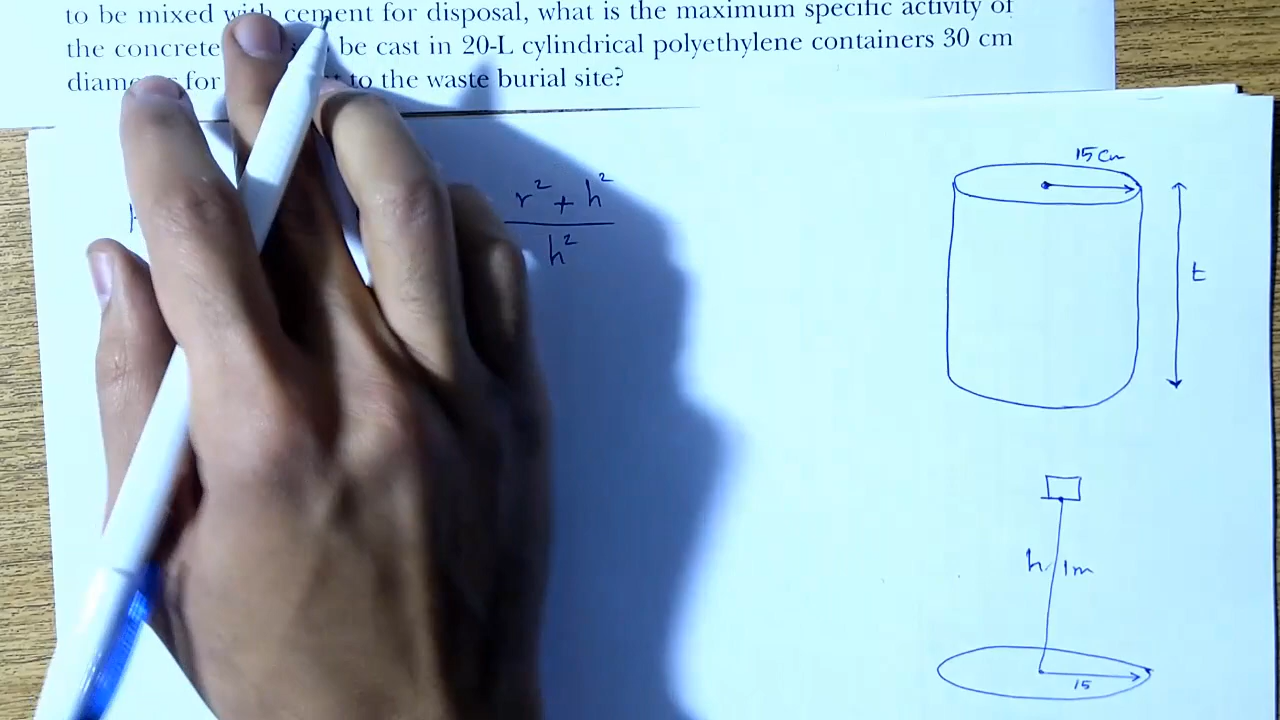 to be mixed with cement for disposal, what is the maximum specific activity of
the concrete be cast in 20-L cylindrical polyethylene containers 30 cm
for to the waste burial site?
15 cm
r² + h²
h²
t
h 1m
15